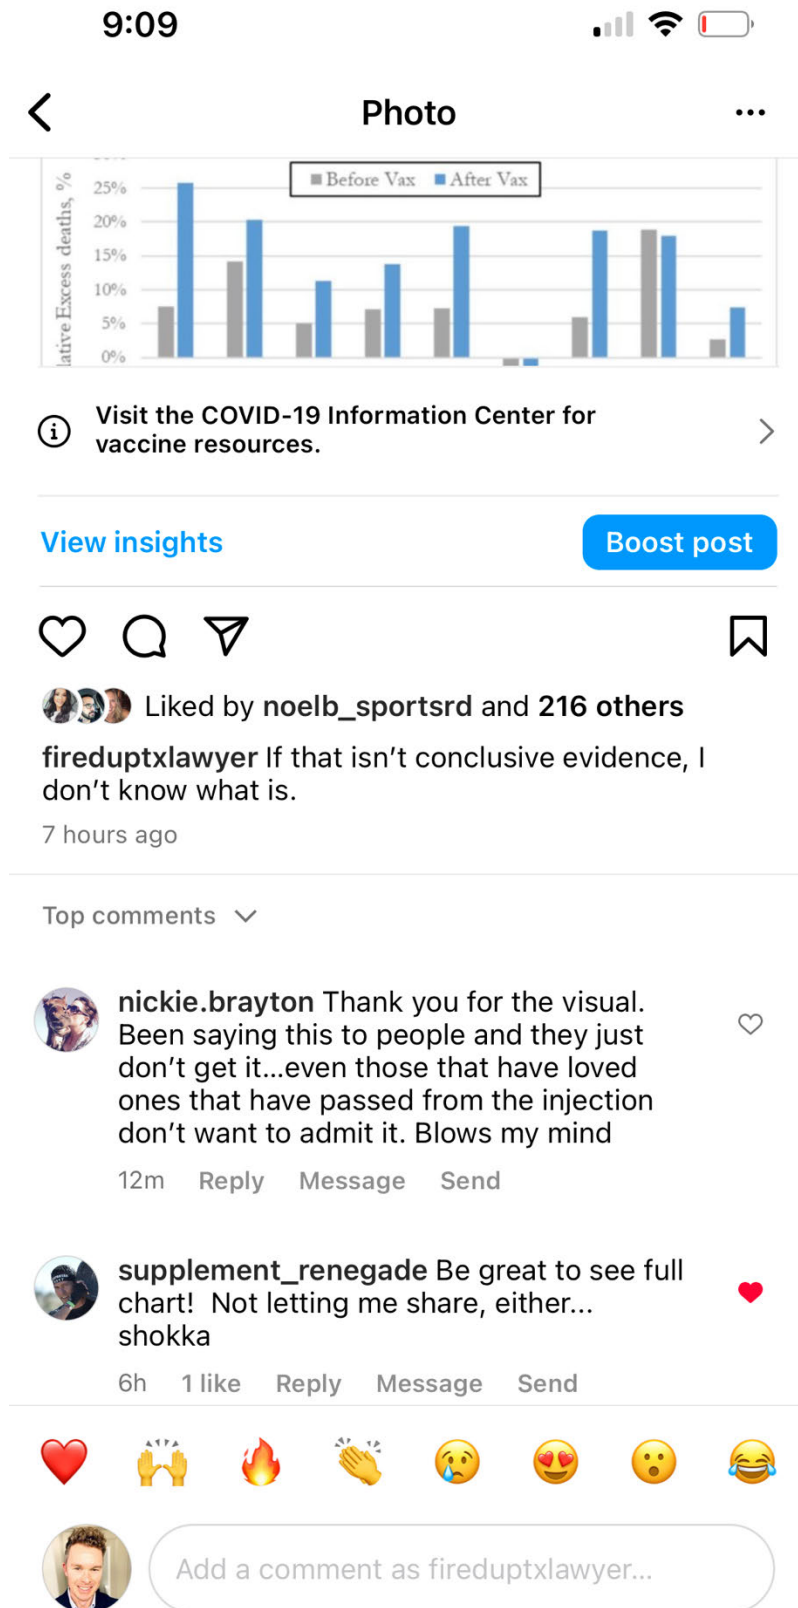 9:09
Photo
lative Excess deaths, %
Before Vax After Vax
25%
20%
15%
10%
5%
0%
Visit the COVID-19 Information Center for
vaccine resources.
View insights
Boost post
Liked by noelb_sportsrd and 216 others
fireduptxlawyer If that isn’t conclusive evidence, I
don’t know what is.
7 hours ago
Top comments
nickie.brayton Thank you for the visual.
Been saying this to people and they just
don’t get it...even those that have loved
ones that have passed from the injection
don’t want to admit it. Blows my mind
12m Reply Message Send
supplement_renegade Be great to see full
chart!  Not letting me share, either...
shokka
6h 1 like Reply Message Send
Add a comment as fireduptxlawyer...